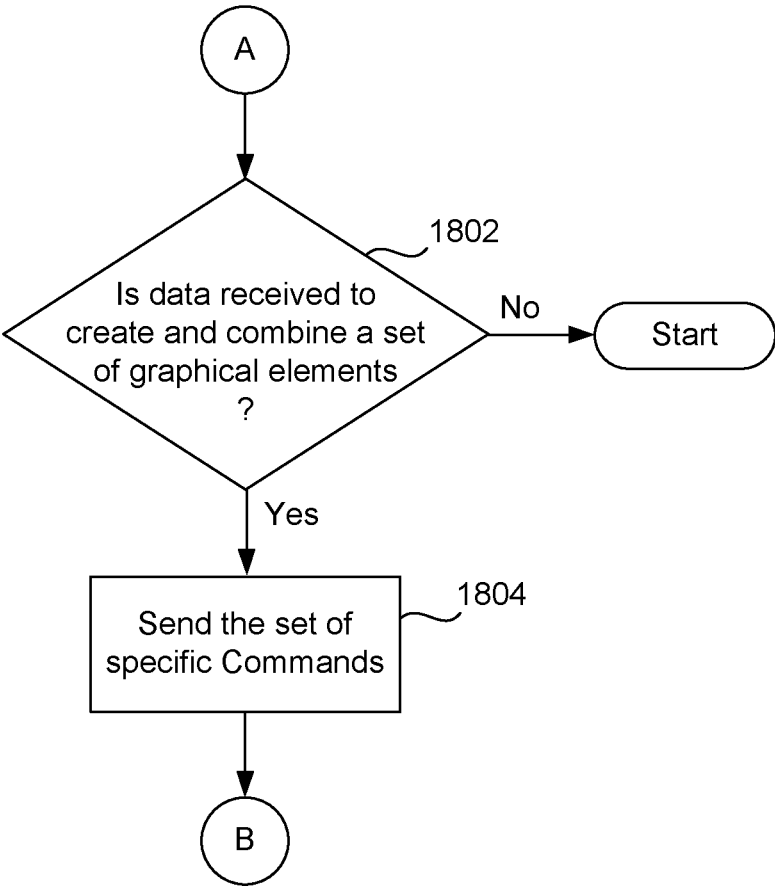 A
1802
Is data received to
create and combine a set
of graphical elements
?
No
Start
Yes
1804
Send the set of
specific Commands
B